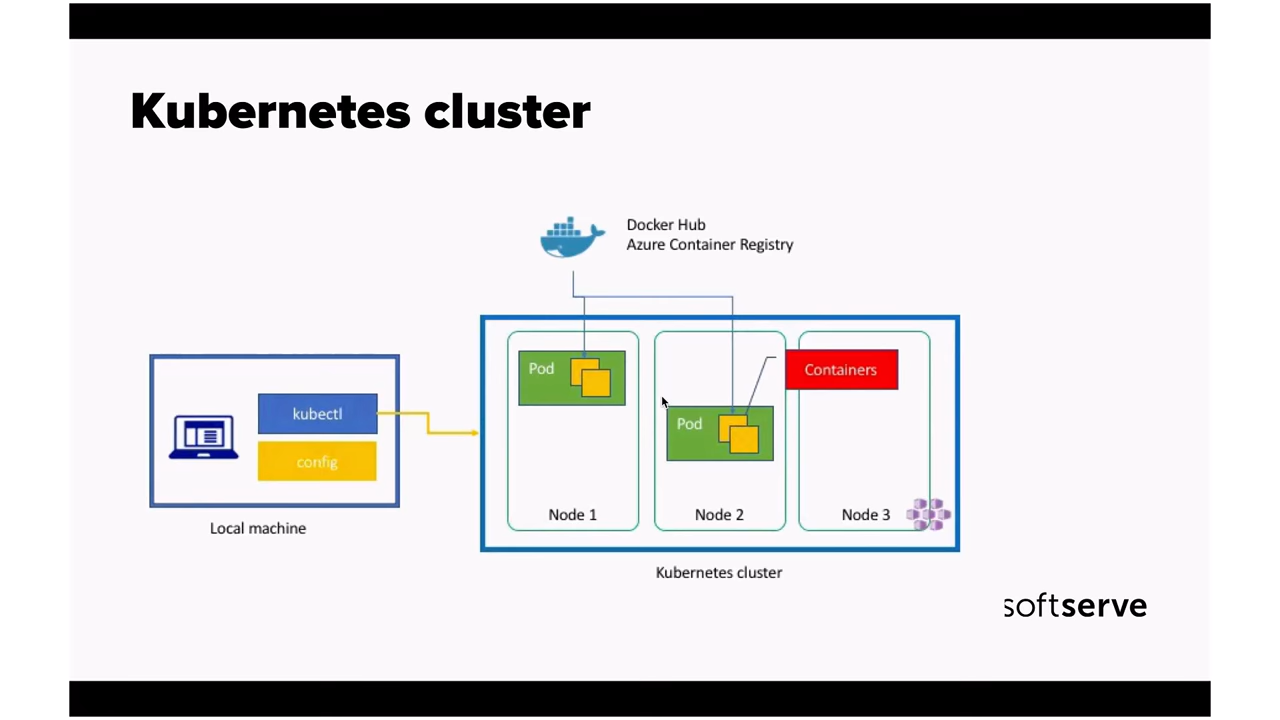 Kubernetes cluster
Docker Hub
Azure Container Registry
Pod
Containers
kubectl
Pod
config
Node 1
Node 2
Node 3
Local machine
Kubernetes cluster
softserve